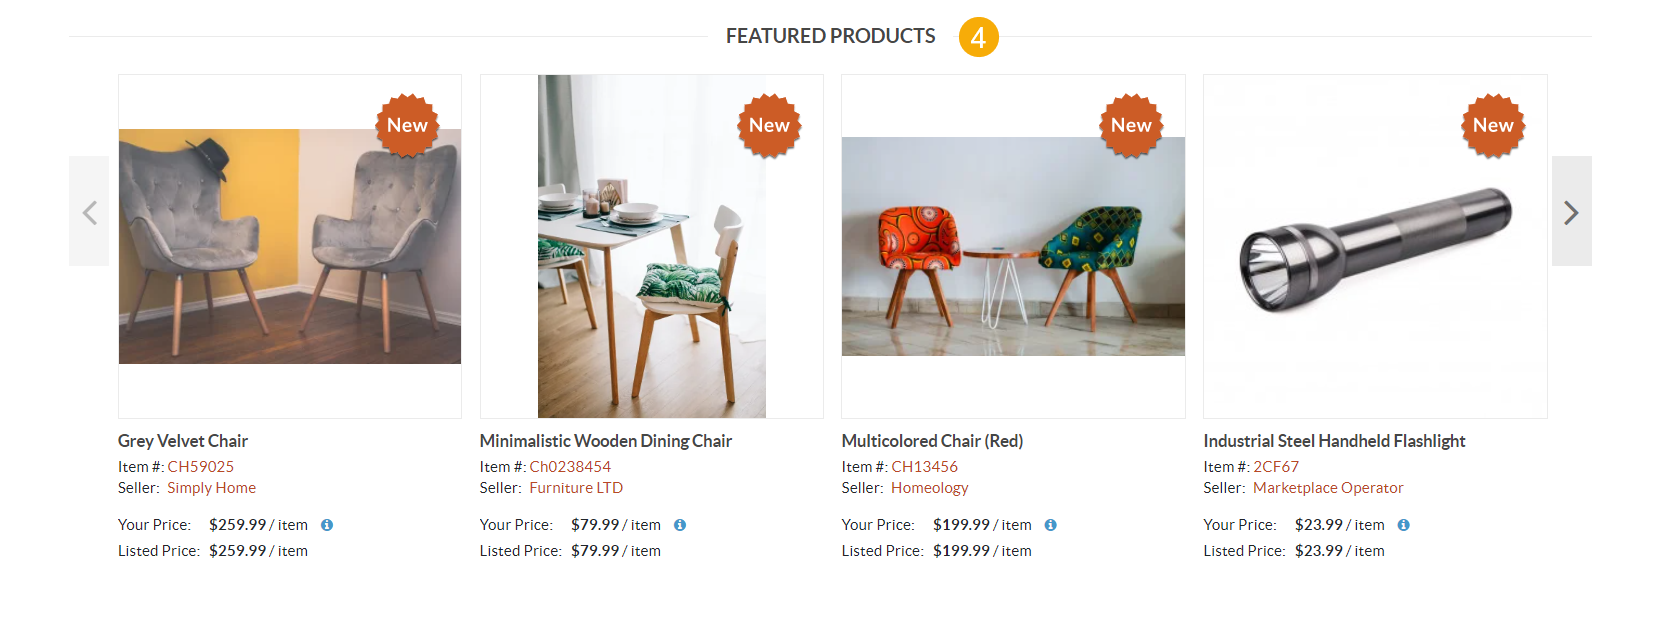 FEATURED PRODUCTS 4
New
New
New
New
Grey Velvet Chair
Item #: CH59025
Seller: Simply Home
Your Price: $259.99 / item
Listed Price: $259.99 / item
Minimalistic Wooden Dining Chair
Item #: Ch0238454
Seller: Furniture LTD
Your Price: $79.99 / item
Listed Price: $79.99 / item
Multicolored Chair (Red)
Item #: CH13456
Seller: Homeology
Your Price: $199.99 / item
Listed Price: $199.99 / item
Industrial Steel Handheld Flashlight
Item #: 2CF67
Seller: Marketplace Operator
Your Price: $23.99 / item
Listed Price: $23.99 / item